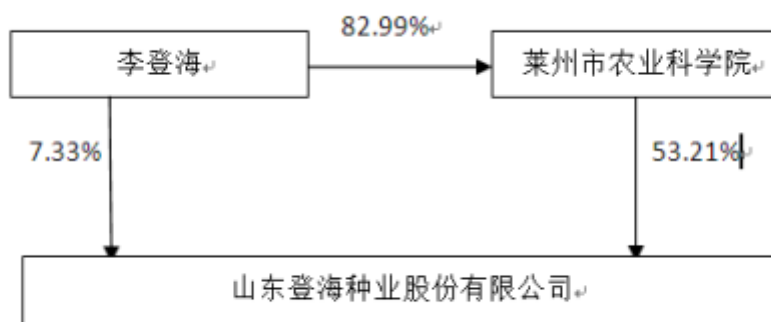 82.99%
李登海
莱州市农业科学院
7.33%
53.21%
山东登海种业股份有限公司